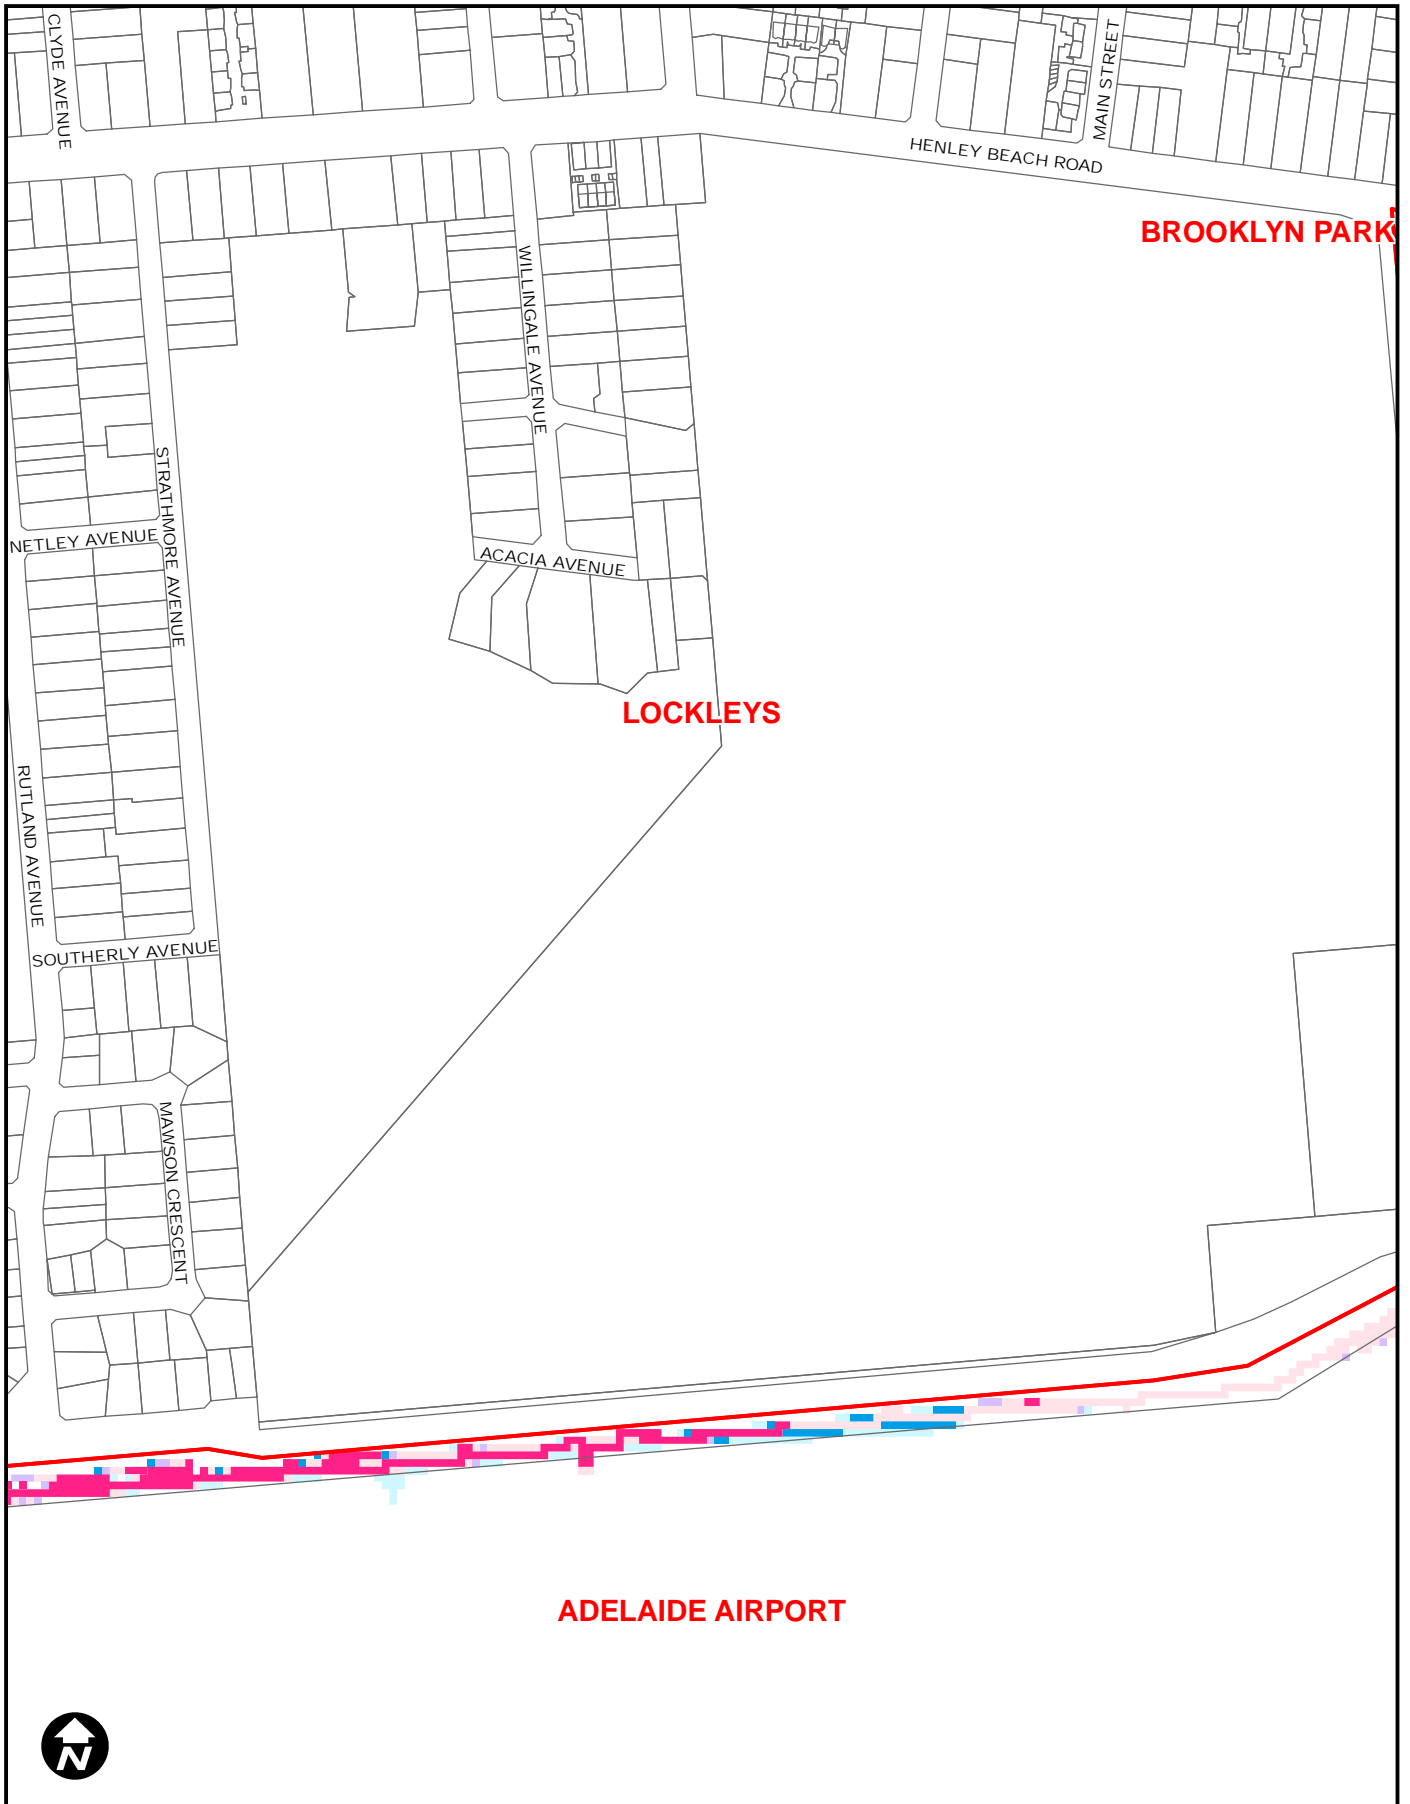 CLYDE AVENUE
MAIN STREET
HENLEY BEACH ROAD
BROOKLYN PARK
WILLINGALE AVENUE
STRATHMORE AVENUE
NETLEY AVENUE
ACACIA AVENUE
LOCKLEYS
RUTLAND AVENUE
SOUTHERLY AVENUE
MAWSON CRESCENT
ADELAIDE AIRPORT
N